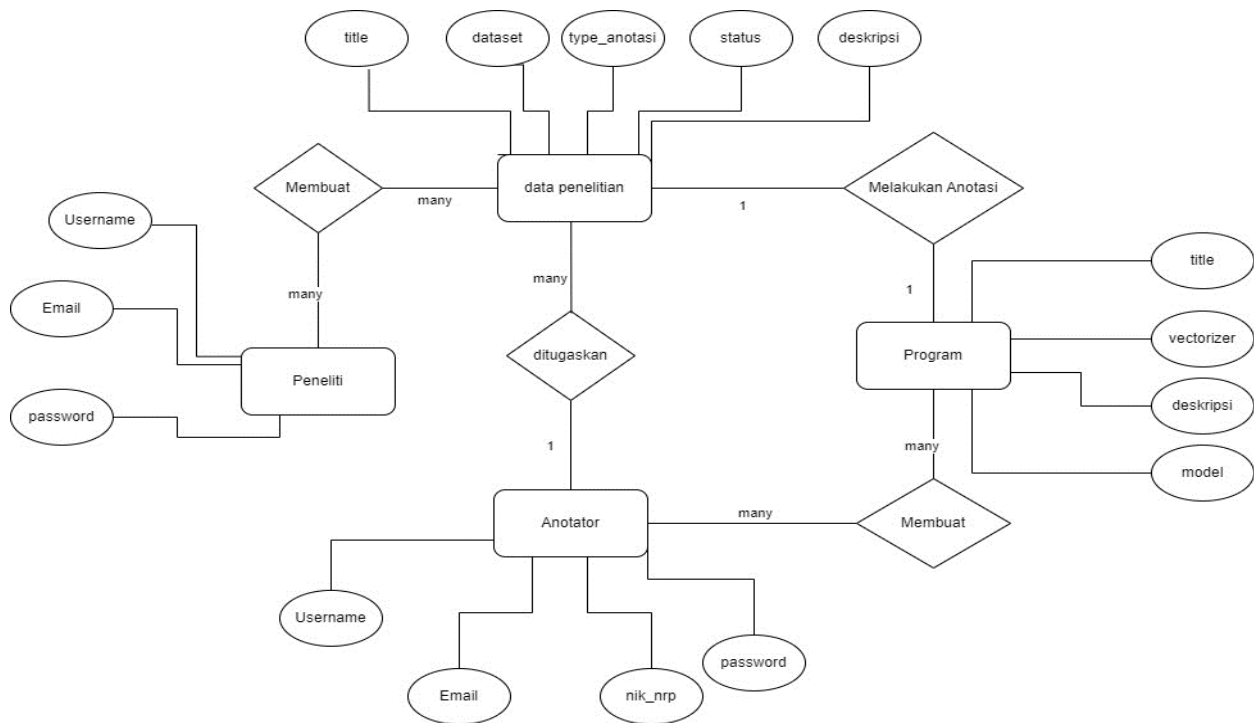 title
dataset
type_anotasi
status
deskripsi
Membuat
many
data penelitian
1
Melakukan Anotasi
Username
many
many
title
Email
1
ditugaskan
Program
vectorizer
Peneliti
deskripsi
password
1
many
model
Anotator
many
Membuat
Username
password
Email
nik_nrp